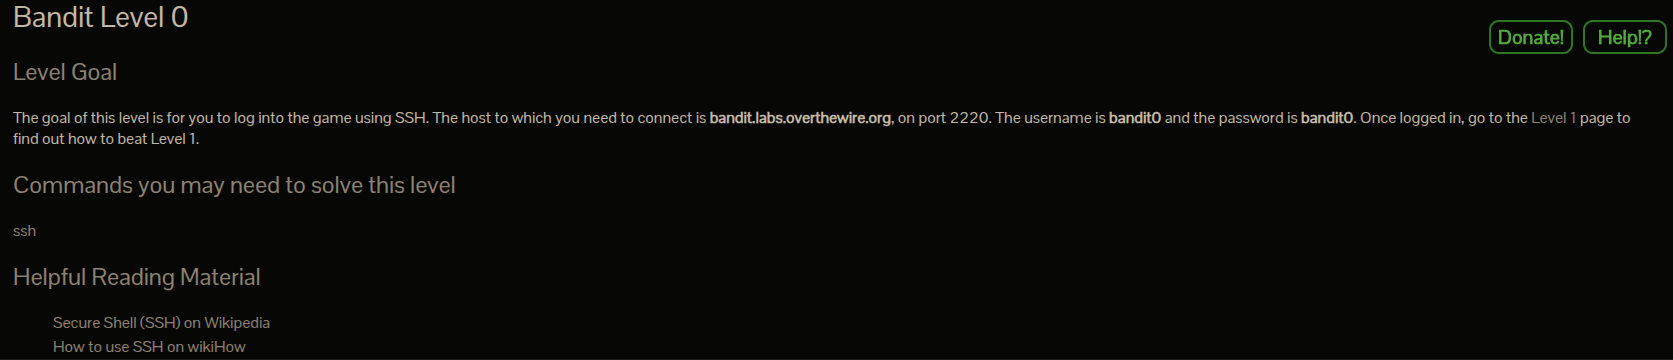 Bandit Level 0
Donate!
Help!?
Level Goal
The goal of this level is for you to log into the game using SSH. The host to which you need to connect is bandit.labs.overthewire.org, on port 2220. The username is bandit0 and the password is bandit0. Once logged in, go to the Level 1 page to
find out how to beat Level 1.
Commands you may need to solve this level
ssh
Helpful Reading Material
Secure Shell (SSH) on Wikipedia
How to use SSH on wikiHow